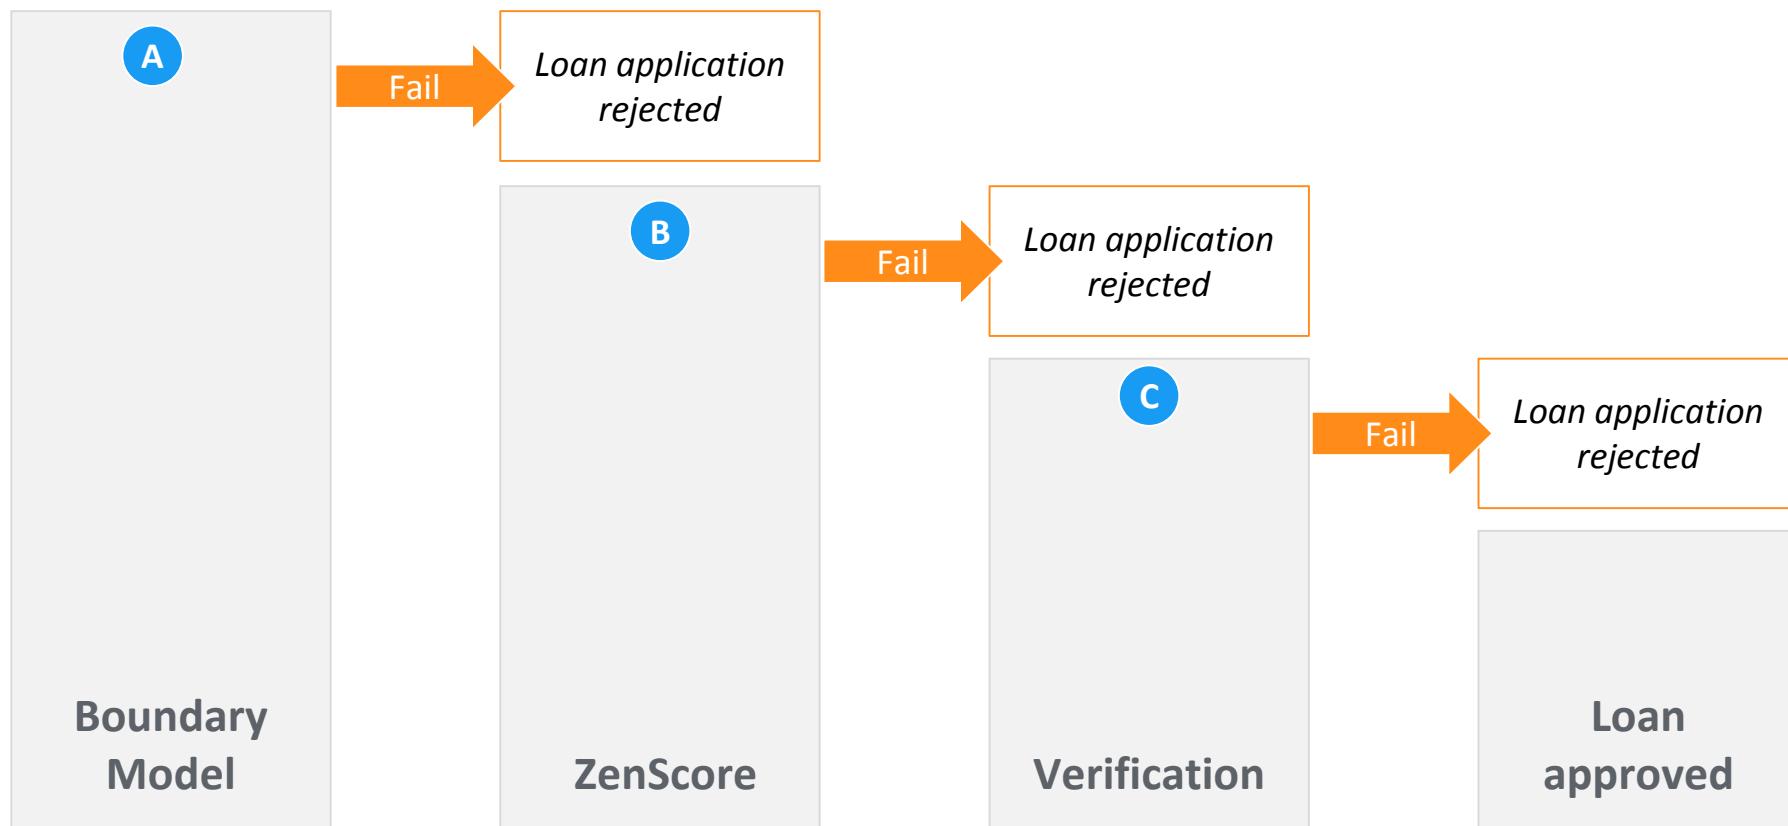 A
Fail
Loan application
rejected
B
Fail
Loan application
rejected
C
Fail
Loan application
rejected
Boundary
Model
ZenScore
Verification
Loan
approved